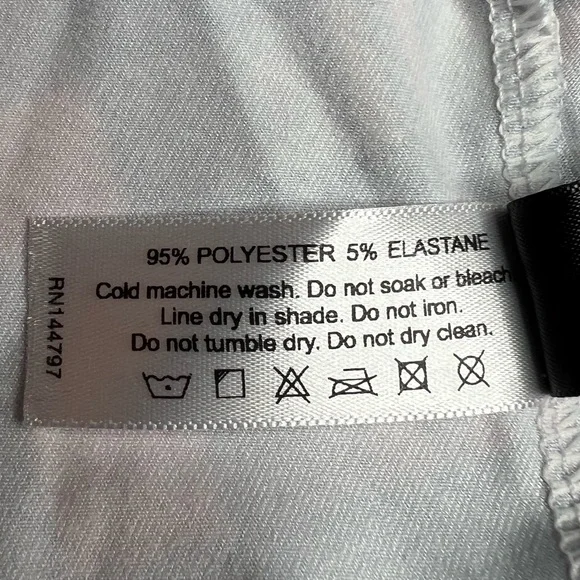 95% POLYESTER 5% ELASTANE
Cold machine wash. Do not soak or bleach
Line dry in shade. Do not iron.
Do not tumble dry. Do not dry clean.
RN144797